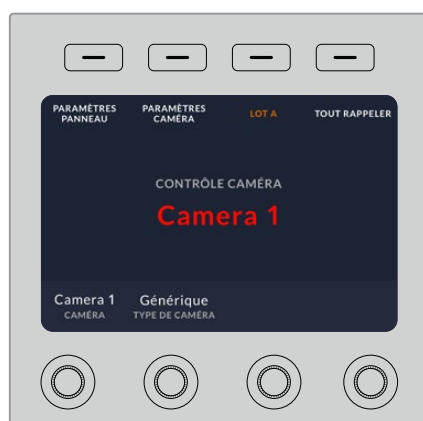 PARAMÈTRES PANNEAU
PARAMÈTRES CAMÉRA
LOT A
TOUT RAPPELER
CONTRÔLE CAMÉRA
Camera 1
Camera 1
CAMÉRA
Générique
TYPE DE CAMÉRA